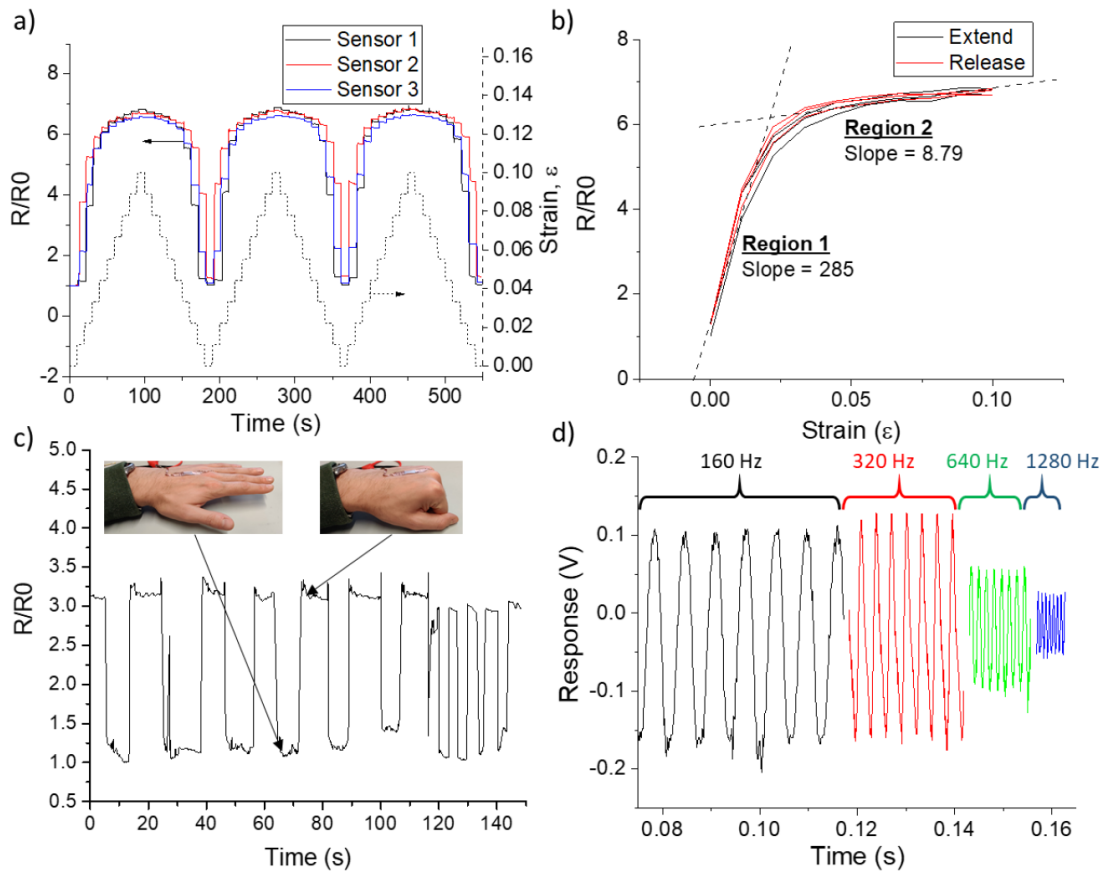 a)
Sensor 1
Sensor 2
Sensor 3
R/R0
8
6
4
2
0
-2
0 100 200 300 400 500
Time (s)
0.16
0.14
0.12
0.10
0.08
0.06
0.04
0.02
0.00
Strain, ε
b)
Extend
Release
R/R0
8
6
4
2
0
Region 2
Slope = 8.79
Region 1
Slope = 285
0.00 0.05 0.10
Strain (ε)
c)
R/R0
5.0
4.5
4.0
3.5
3.0
2.5
2.0
1.5
1.0
0.5
0 20 40 60 80 100 120 140
Time (s)
d)
160 Hz 320 Hz 640 Hz 1280 Hz
Response (V)
0.2
0.1
0.0
-0.1
-0.2
0.08 0.10 0.12 0.14 0.16
Time (s)